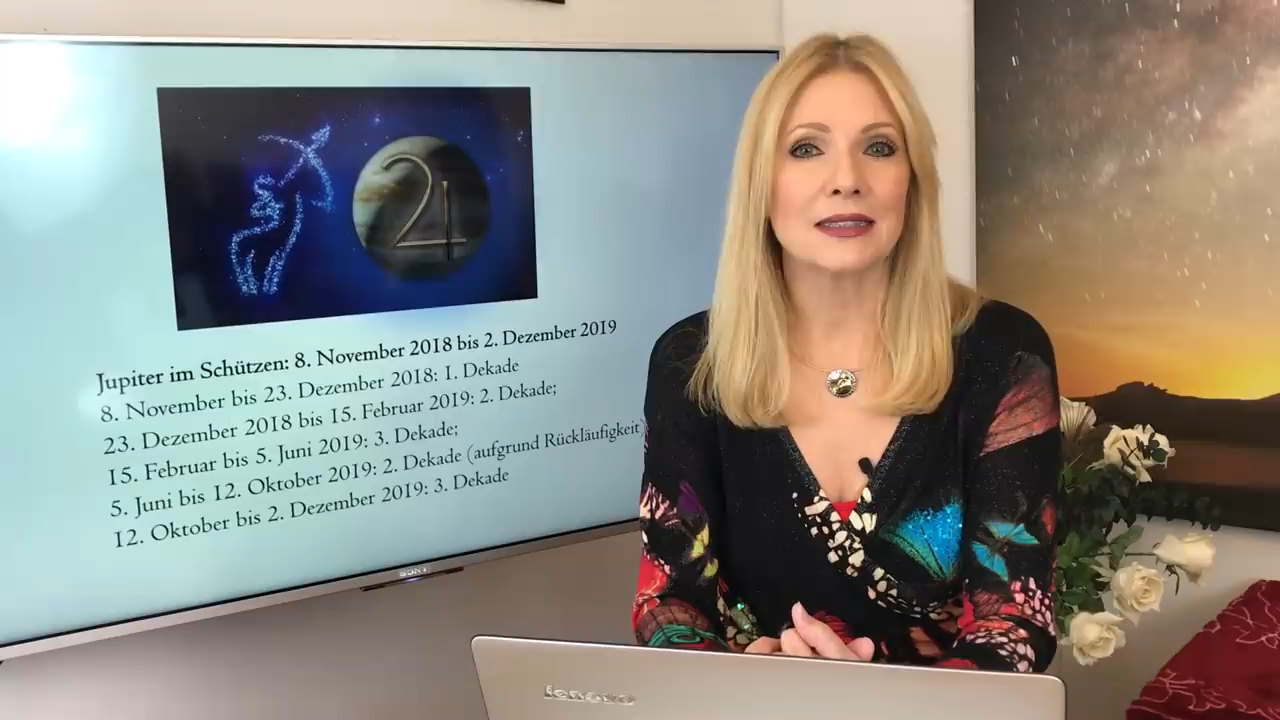 Jupiter im Schützen: 8. November 2018 bis 2. Dezember 2019
8. November bis 23. Dezember 2018: 1. Dekade
23. Dezember 2018 bis 15. Februar 2019: 2. Dekade;
15. Februar bis 5. Juni 2019: 3. Dekade;
5. Juni bis 12. Oktober 2019: 2. Dekade (aufgrund Rückläufigkeit)
12. Oktober bis 2. Dezember 2019: 3. Dekade
SONY
lenovo